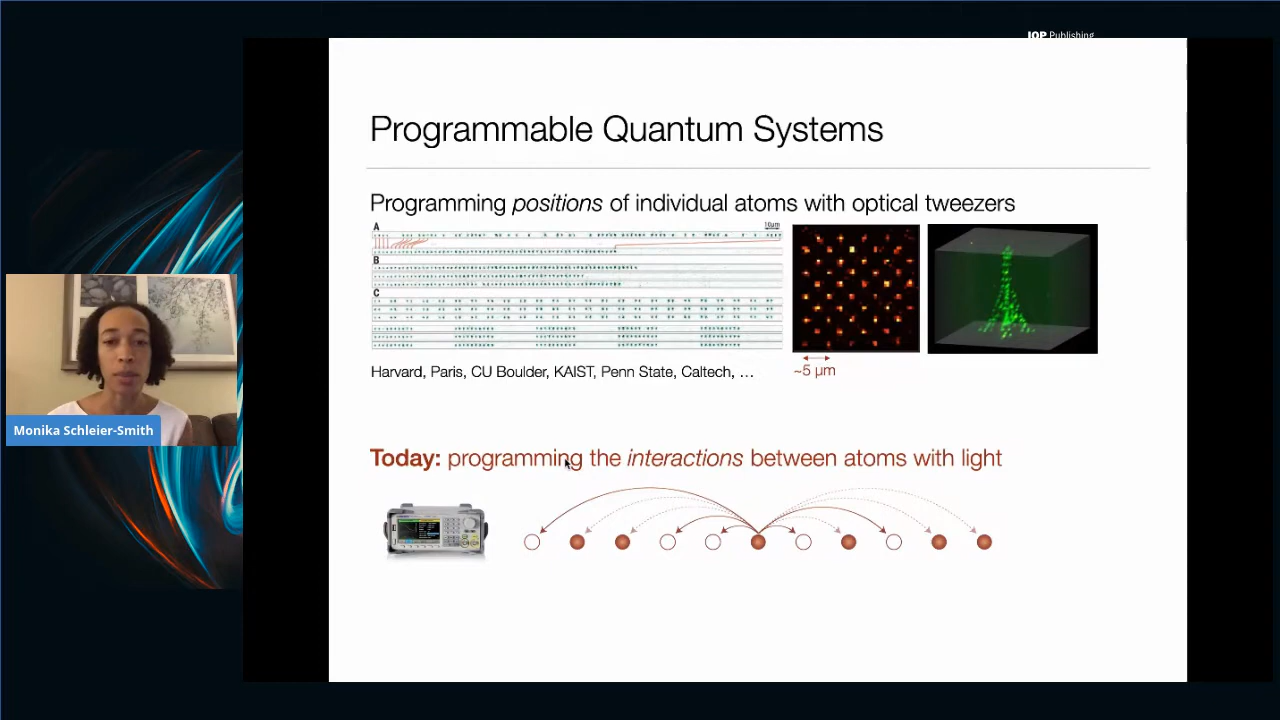 IOP Publishing
Programmable Quantum Systems
Programming positions of individual atoms with optical tweezers
A
10μm
B
C
Harvard, Paris, CU Boulder, KAIST, Penn State, Caltech, …
~5 μm
Monika Schleier-Smith
Today: programming the interactions between atoms with light